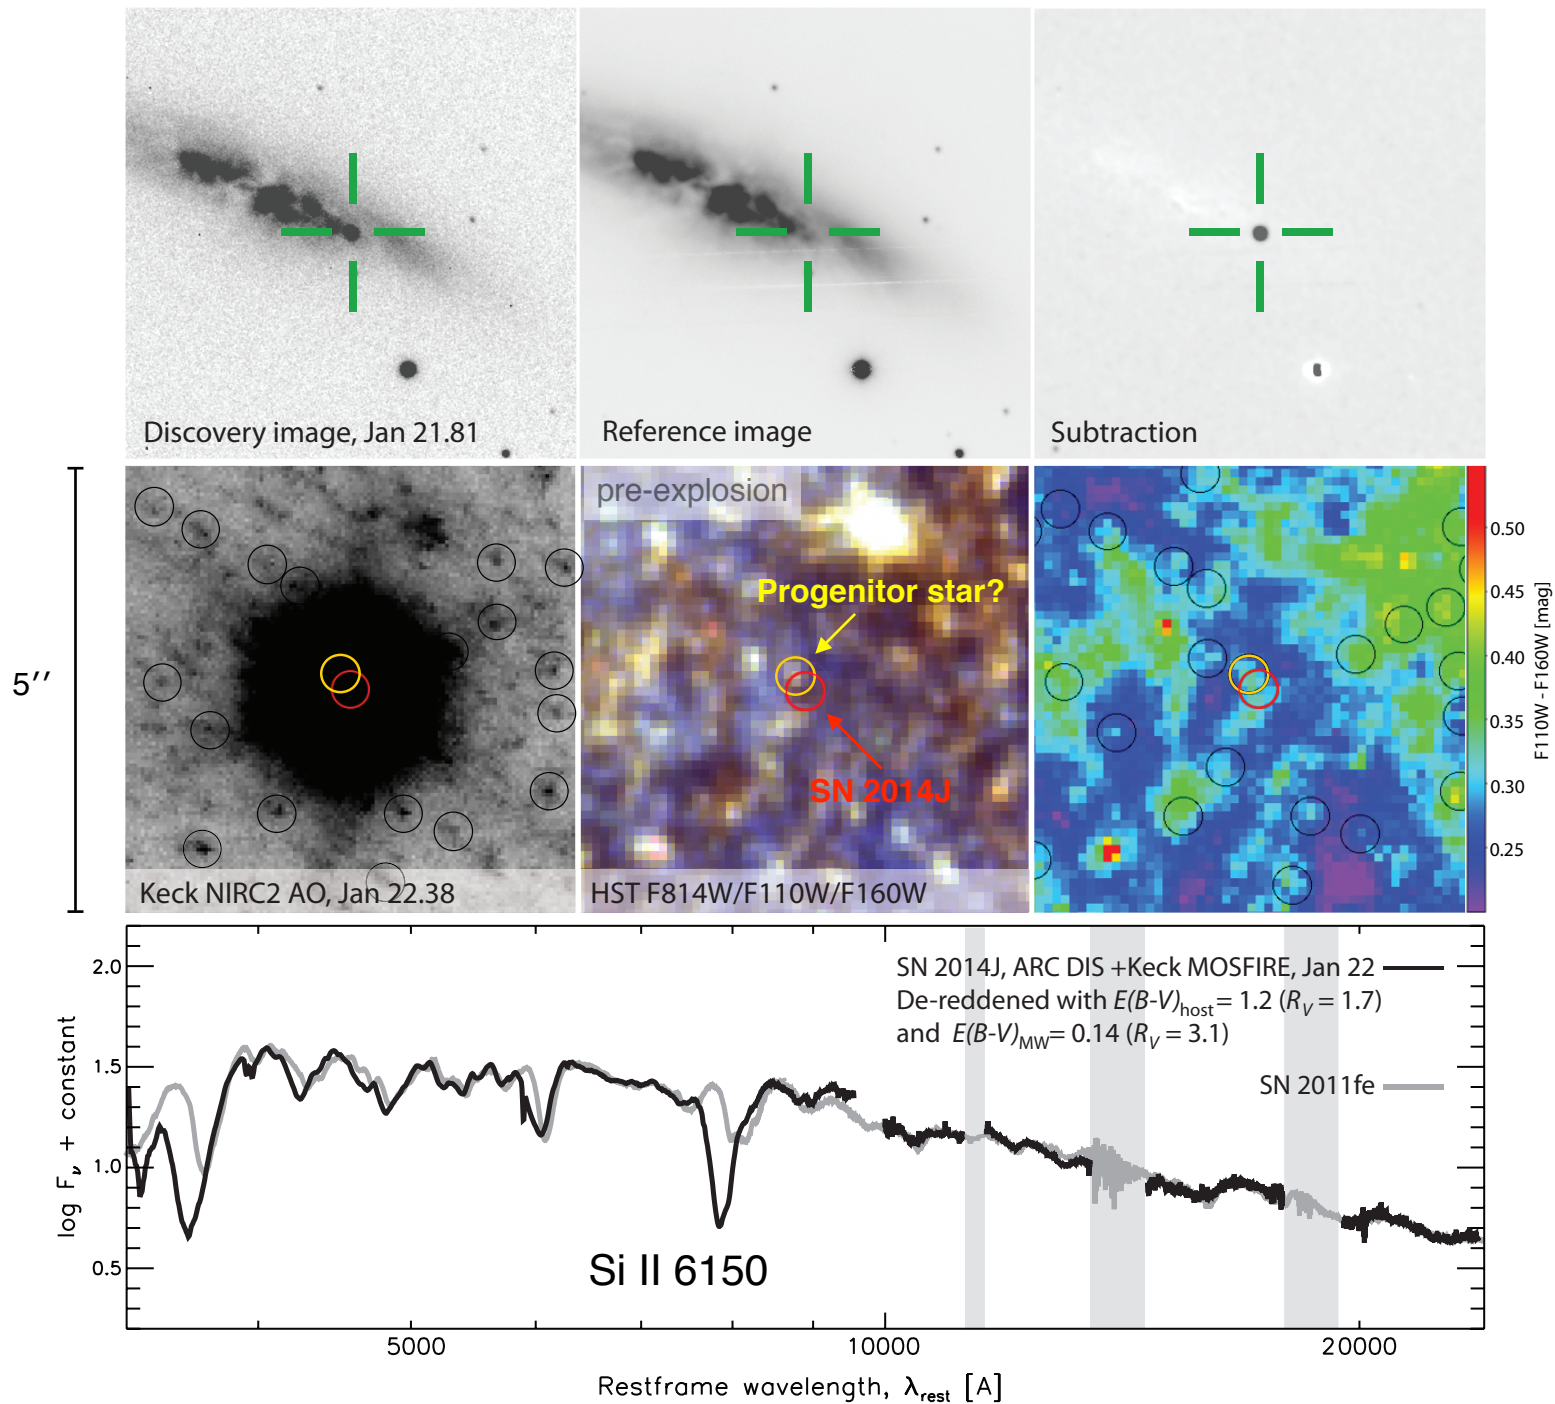 Discovery image, Jan 21.81
Reference image
Subtraction
5′′
Keck NIRC2 AO, Jan 22.38
pre-explosion
Progenitor star?
SN 2014J
HST F814W/F110W/F160W
0.50
0.45
0.40
0.35
0.30
0.25
F110W - F160W [mag]
SN 2014J, ARC DIS +Keck MOSFIRE, Jan 22
De-reddened with E(B-V)host = 1.2 (RV = 1.7)
and E(B-V)MW= 0.14 (RV = 3.1)
SN 2011fe
Si II 6150
2.0
1.5
1.0
0.5
log Fν + constant
5000
10000
20000
Restframe wavelength, λrest [A]